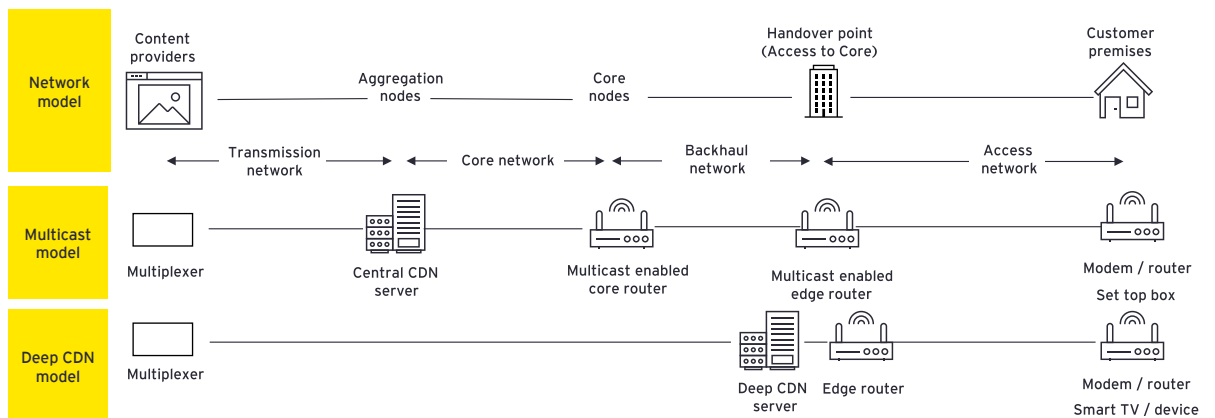 Network
model
Content
providers
Aggregation
nodes
Core
nodes
Handover point
(Access to Core)
Customer
premises
Transmission
network
Core network
Backhaul
network
Access
network
Multicast
model
Multiplexer
Central CDN
server
Multicast enabled
core router
Multicast enabled
edge router
Modem / router
Set top box
Deep CDN
model
Multiplexer
Deep CDN
server
Edge router
Modem / router
Smart TV / device